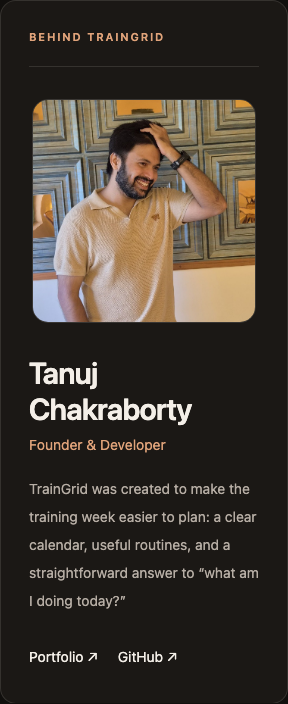 BEHIND TRAINGRID
Tanuj
Chakraborty
Founder & Developer
TrainGrid was created to make the
training week easier to plan: a clear
calendar, useful routines, and a
straightforward answer to “what am
I doing today?”
Portfolio ↗ GitHub ↗